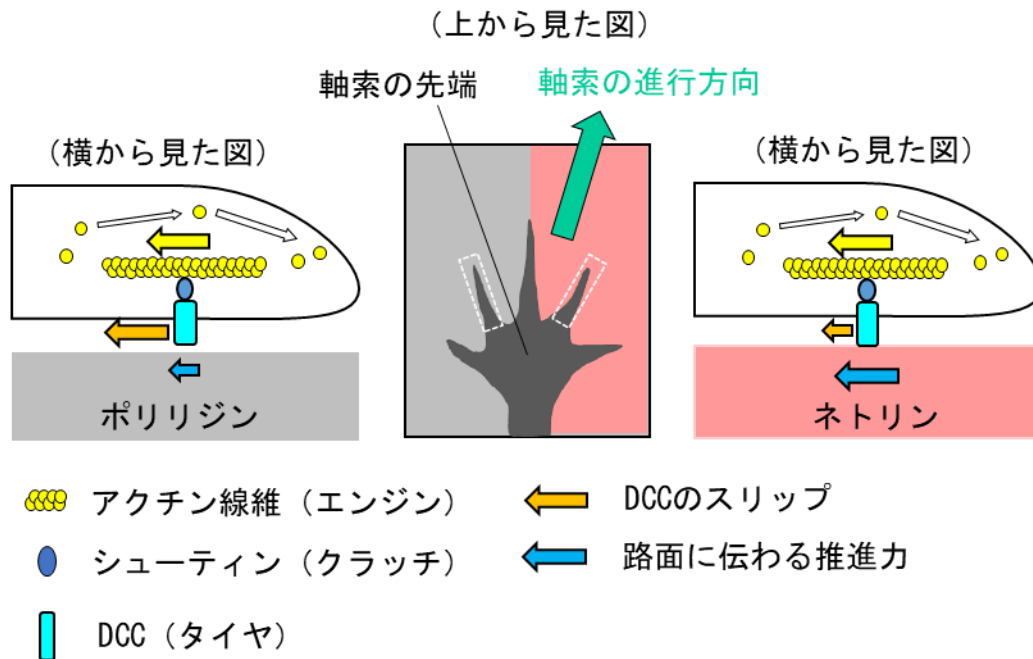 （上から見た図）
軸索の先端
軸索の進行方向
（横から見た図）
（横から見た図）
ポリリジン
ネトリン
アクチン線維（エンジン）
DCCのスリップ
シューティン（クラッチ）
路面に伝わる推進力
DCC（タイヤ）